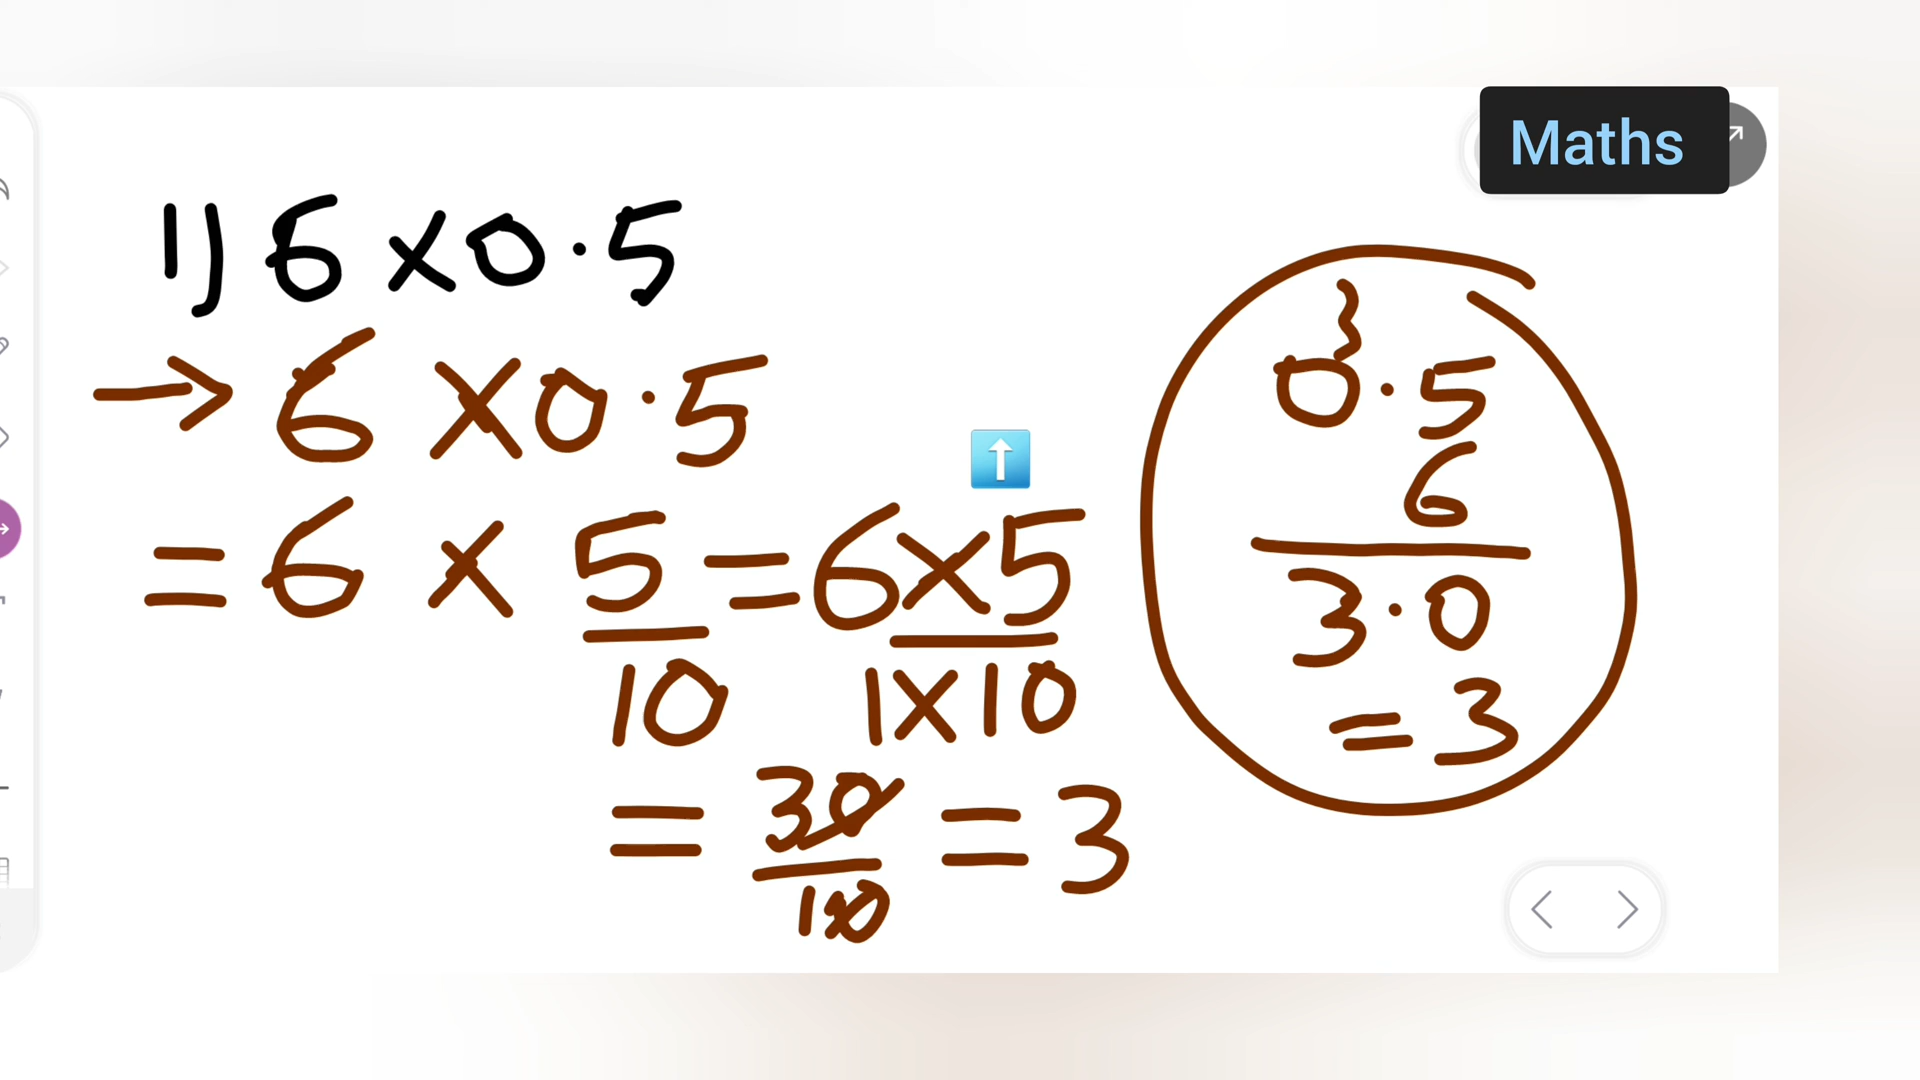 Maths
1) 6 × 0.5
→ 6 × 0.5
= 6 × 5/10 = 6×5/1×10
= 30/10 = 3
3
0.5
6
3.0
= 3